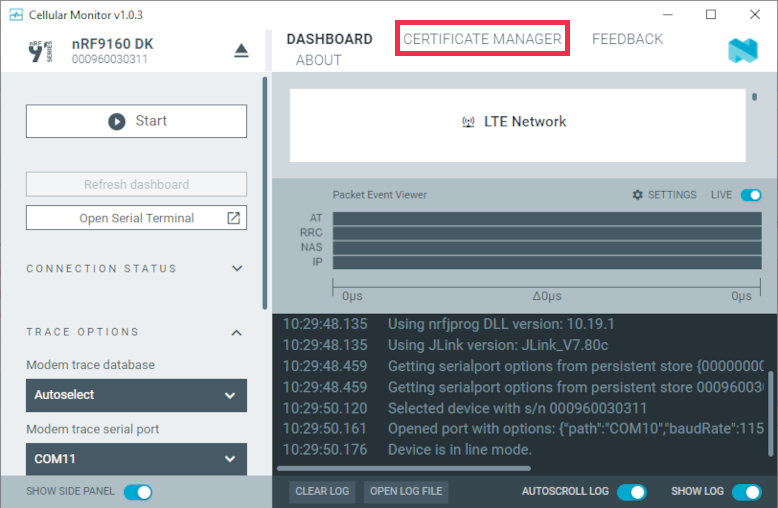 Cellular Monitor v1.0.3
nRF91 SERIES
nRF9160 DK
000960030311
DASHBOARD CERTIFICATE MANAGER FEEDBACK
ABOUT
Start
Refresh dashboard
Open Serial Terminal
CONNECTION STATUS
TRACE OPTIONS
Modem trace database
Autoselect
Modem trace serial port
COM11
SHOW SIDE PANEL
LTE Network
Packet Event Viewer SETTINGS LIVE
AT
RRC
NAS
IP
0μs Δ0μs 0μs
10:29:48.135 Using nrfjprog DLL version: 10.19.1
10:29:48.135 Using JLink version: JLink_V7.80c
10:29:48.459 Getting serialport options from persistent store {00000000
10:29:48.459 Getting serialport options from persistent store 00096003
10:29:50.120 Selected device with s/n 000960030311
10:29:50.161 Opened port with options: {"path":"COM10","baudRate":115
10:29:50.176 Device is in line mode.
CLEAR LOG OPEN LOG FILE AUTOSCROLL LOG SHOW LOG